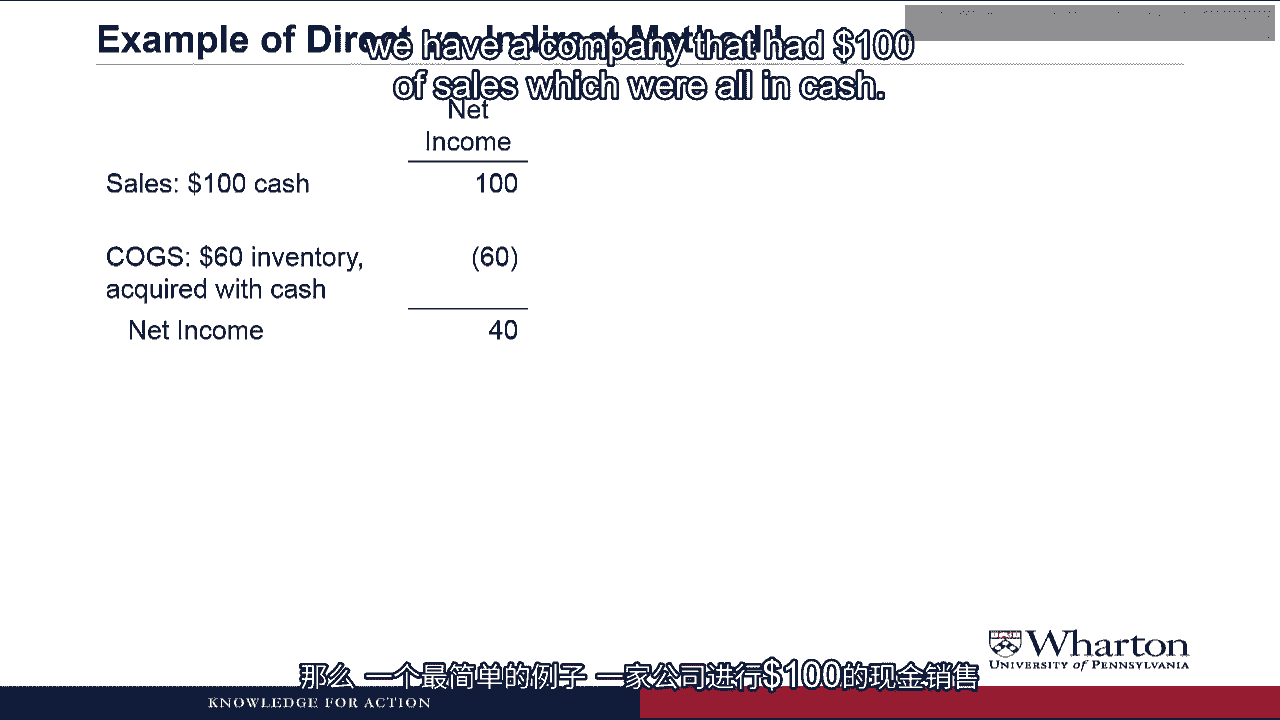 Example of Direct vs. Indirect Method I
we have a company that had $100
of sales which were all in cash.
Net
Income
Sales: $100 cash 100
COGS: $60 inventory, (60)
acquired with cash
Net Income 40
Wharton
UNIVERSITY of PENNSYLVANIA
那么 一个最简单的例子 一家公司进行$100的现金销售
KNOWLEDGE FOR ACTION